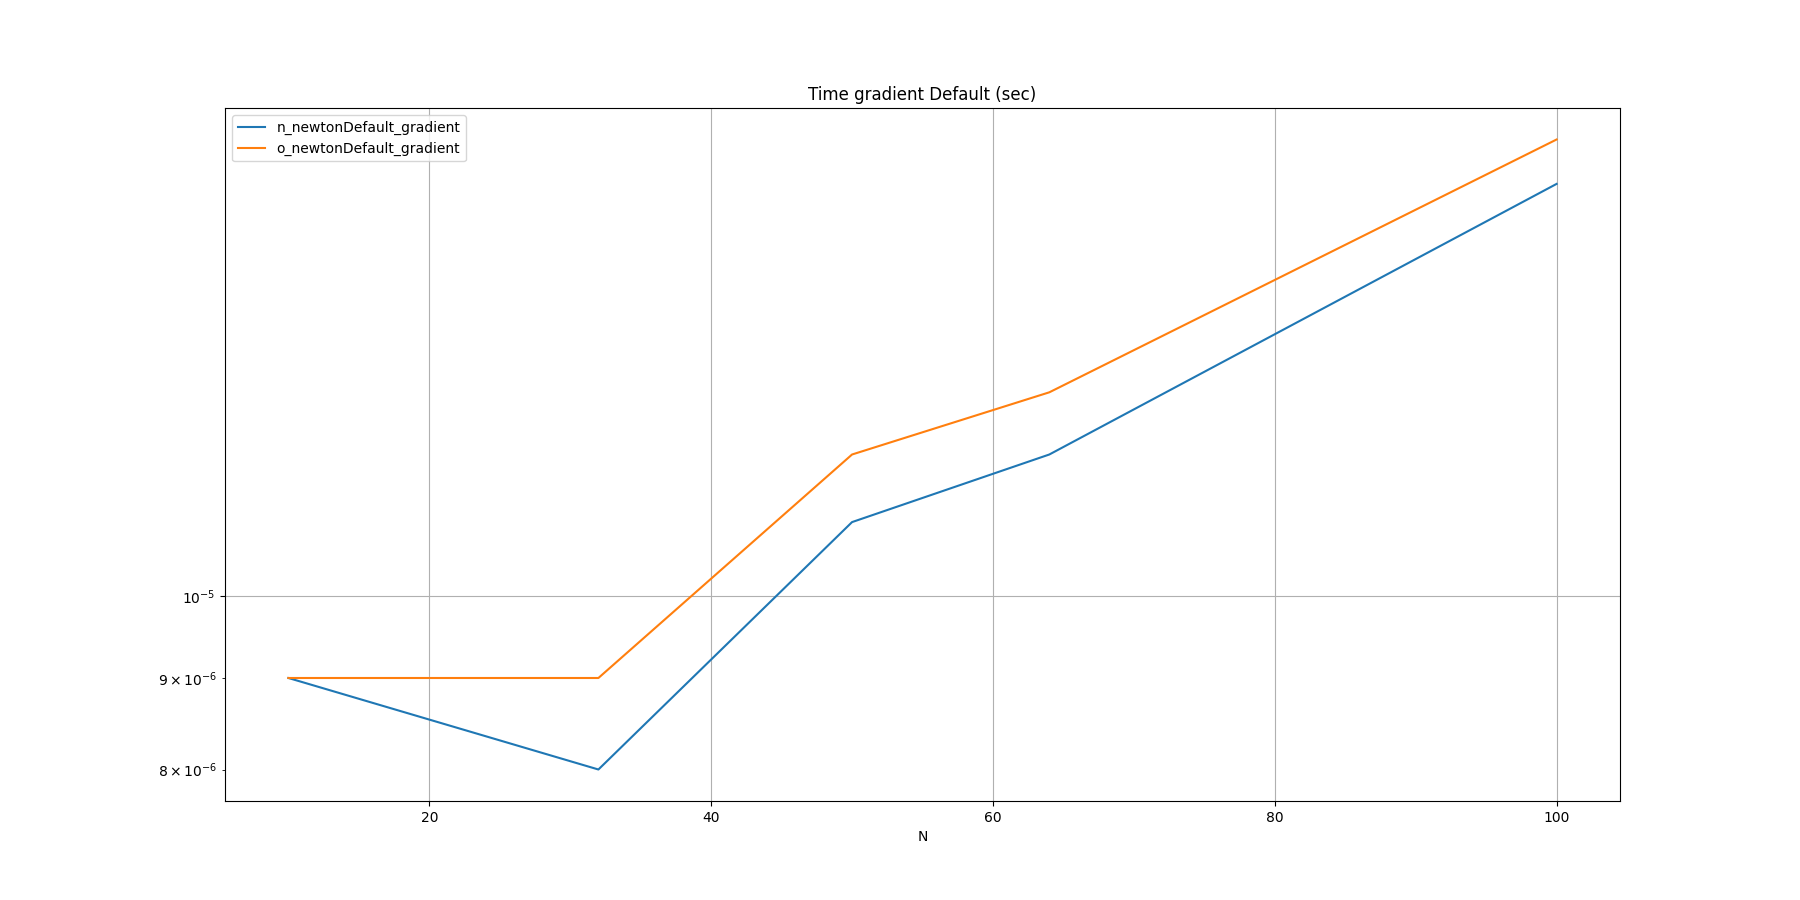 Time gradient Default (sec)
n_newtonDefault_gradient
o_newtonDefault_gradient
10⁻⁵
9 × 10⁻⁶
8 × 10⁻⁶
20 40 60 80 100
N